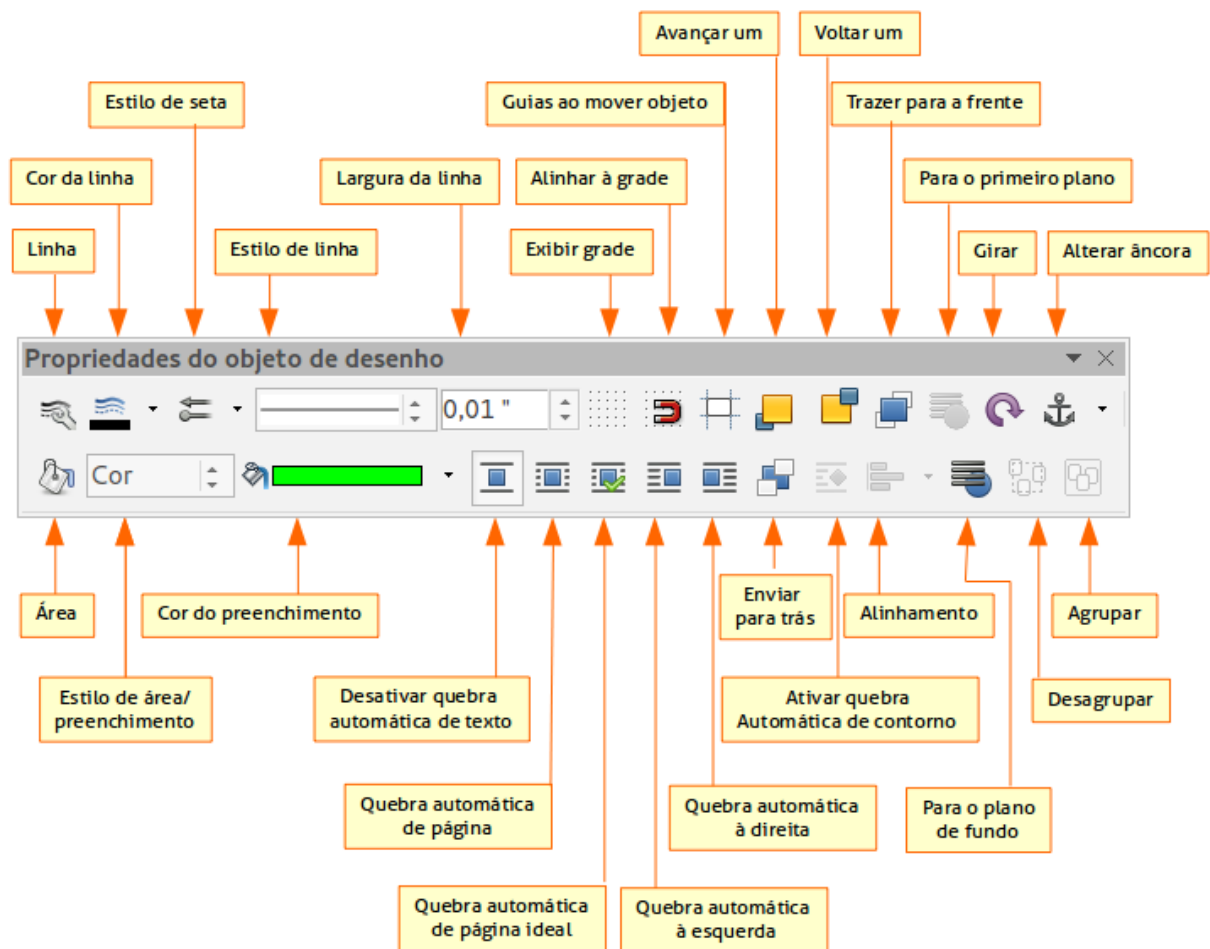 Avançar um
Voltar um
Estilo de seta
Guias ao mover objeto
Trazer para a frente
Cor da linha
Largura da linha
Alinhar à grade
Para o primeiro plano
Linha
Estilo de linha
Exibir grade
Girar
Alterar âncora
Propriedades do objeto de desenho
0,01 "
Cor
Área
Cor do preenchimento
Enviar
para trás
Alinhamento
Agrupar
Estilo de área/
preenchimento
Desativar quebra
automática de texto
Ativar quebra
Automática de contorno
Desagrupar
Quebra automática
de página
Quebra automática
à direita
Para o plano
de fundo
Quebra automática
de página ideal
Quebra automática
à esquerda